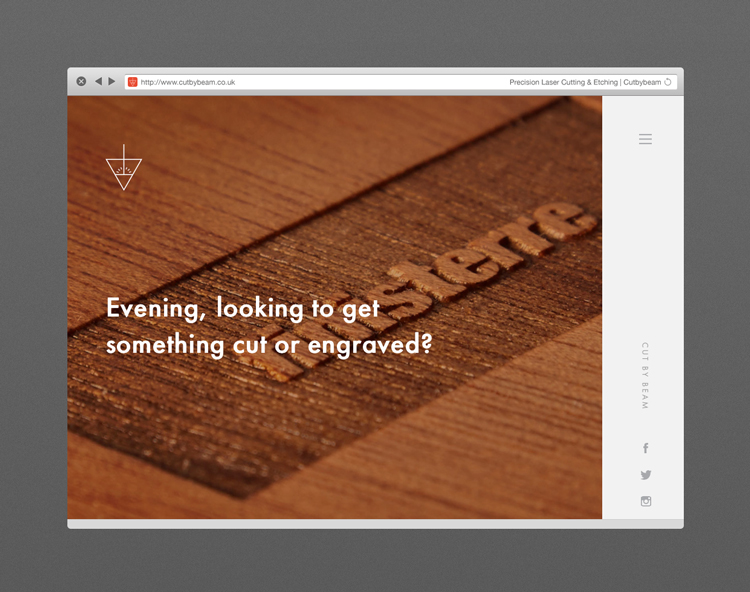 http://www.cutbybeam.co.uk
Precision Laser Cutting & Etching | Cutbybeam
Evening, looking to get
something cut or engraved?
CUT BY BEAM